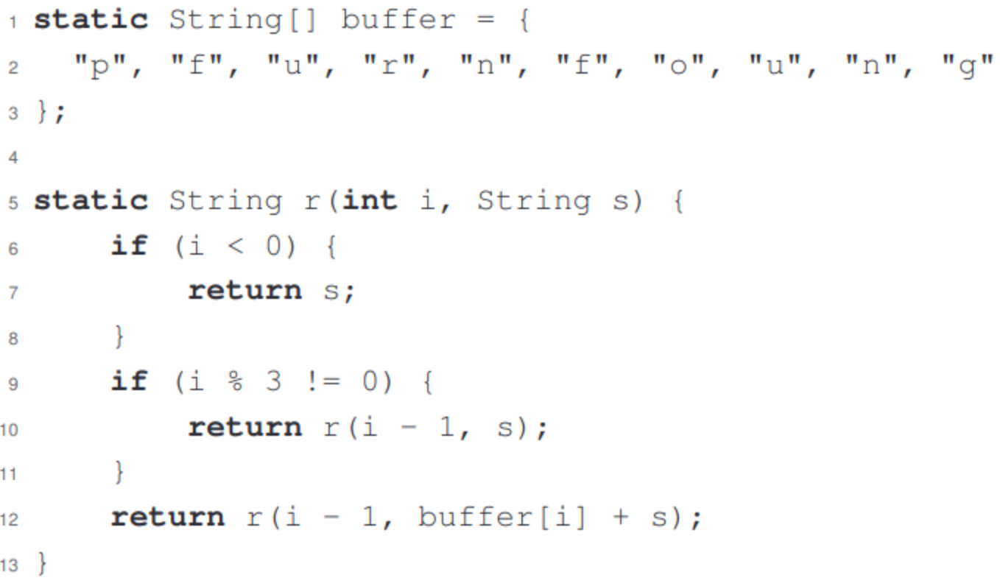 1 static String[] buffer = {
2 "p", "f", "u", "r", "n", "f", "o", "u", "n", "g"
3 };
4
5 static String r(int i, String s) {
6 if (i < 0) {
7 return s;
8 }
9 if (i % 3 != 0) {
10 return r(i - 1, s);
11 }
12 return r(i - 1, buffer[i] + s);
13 }